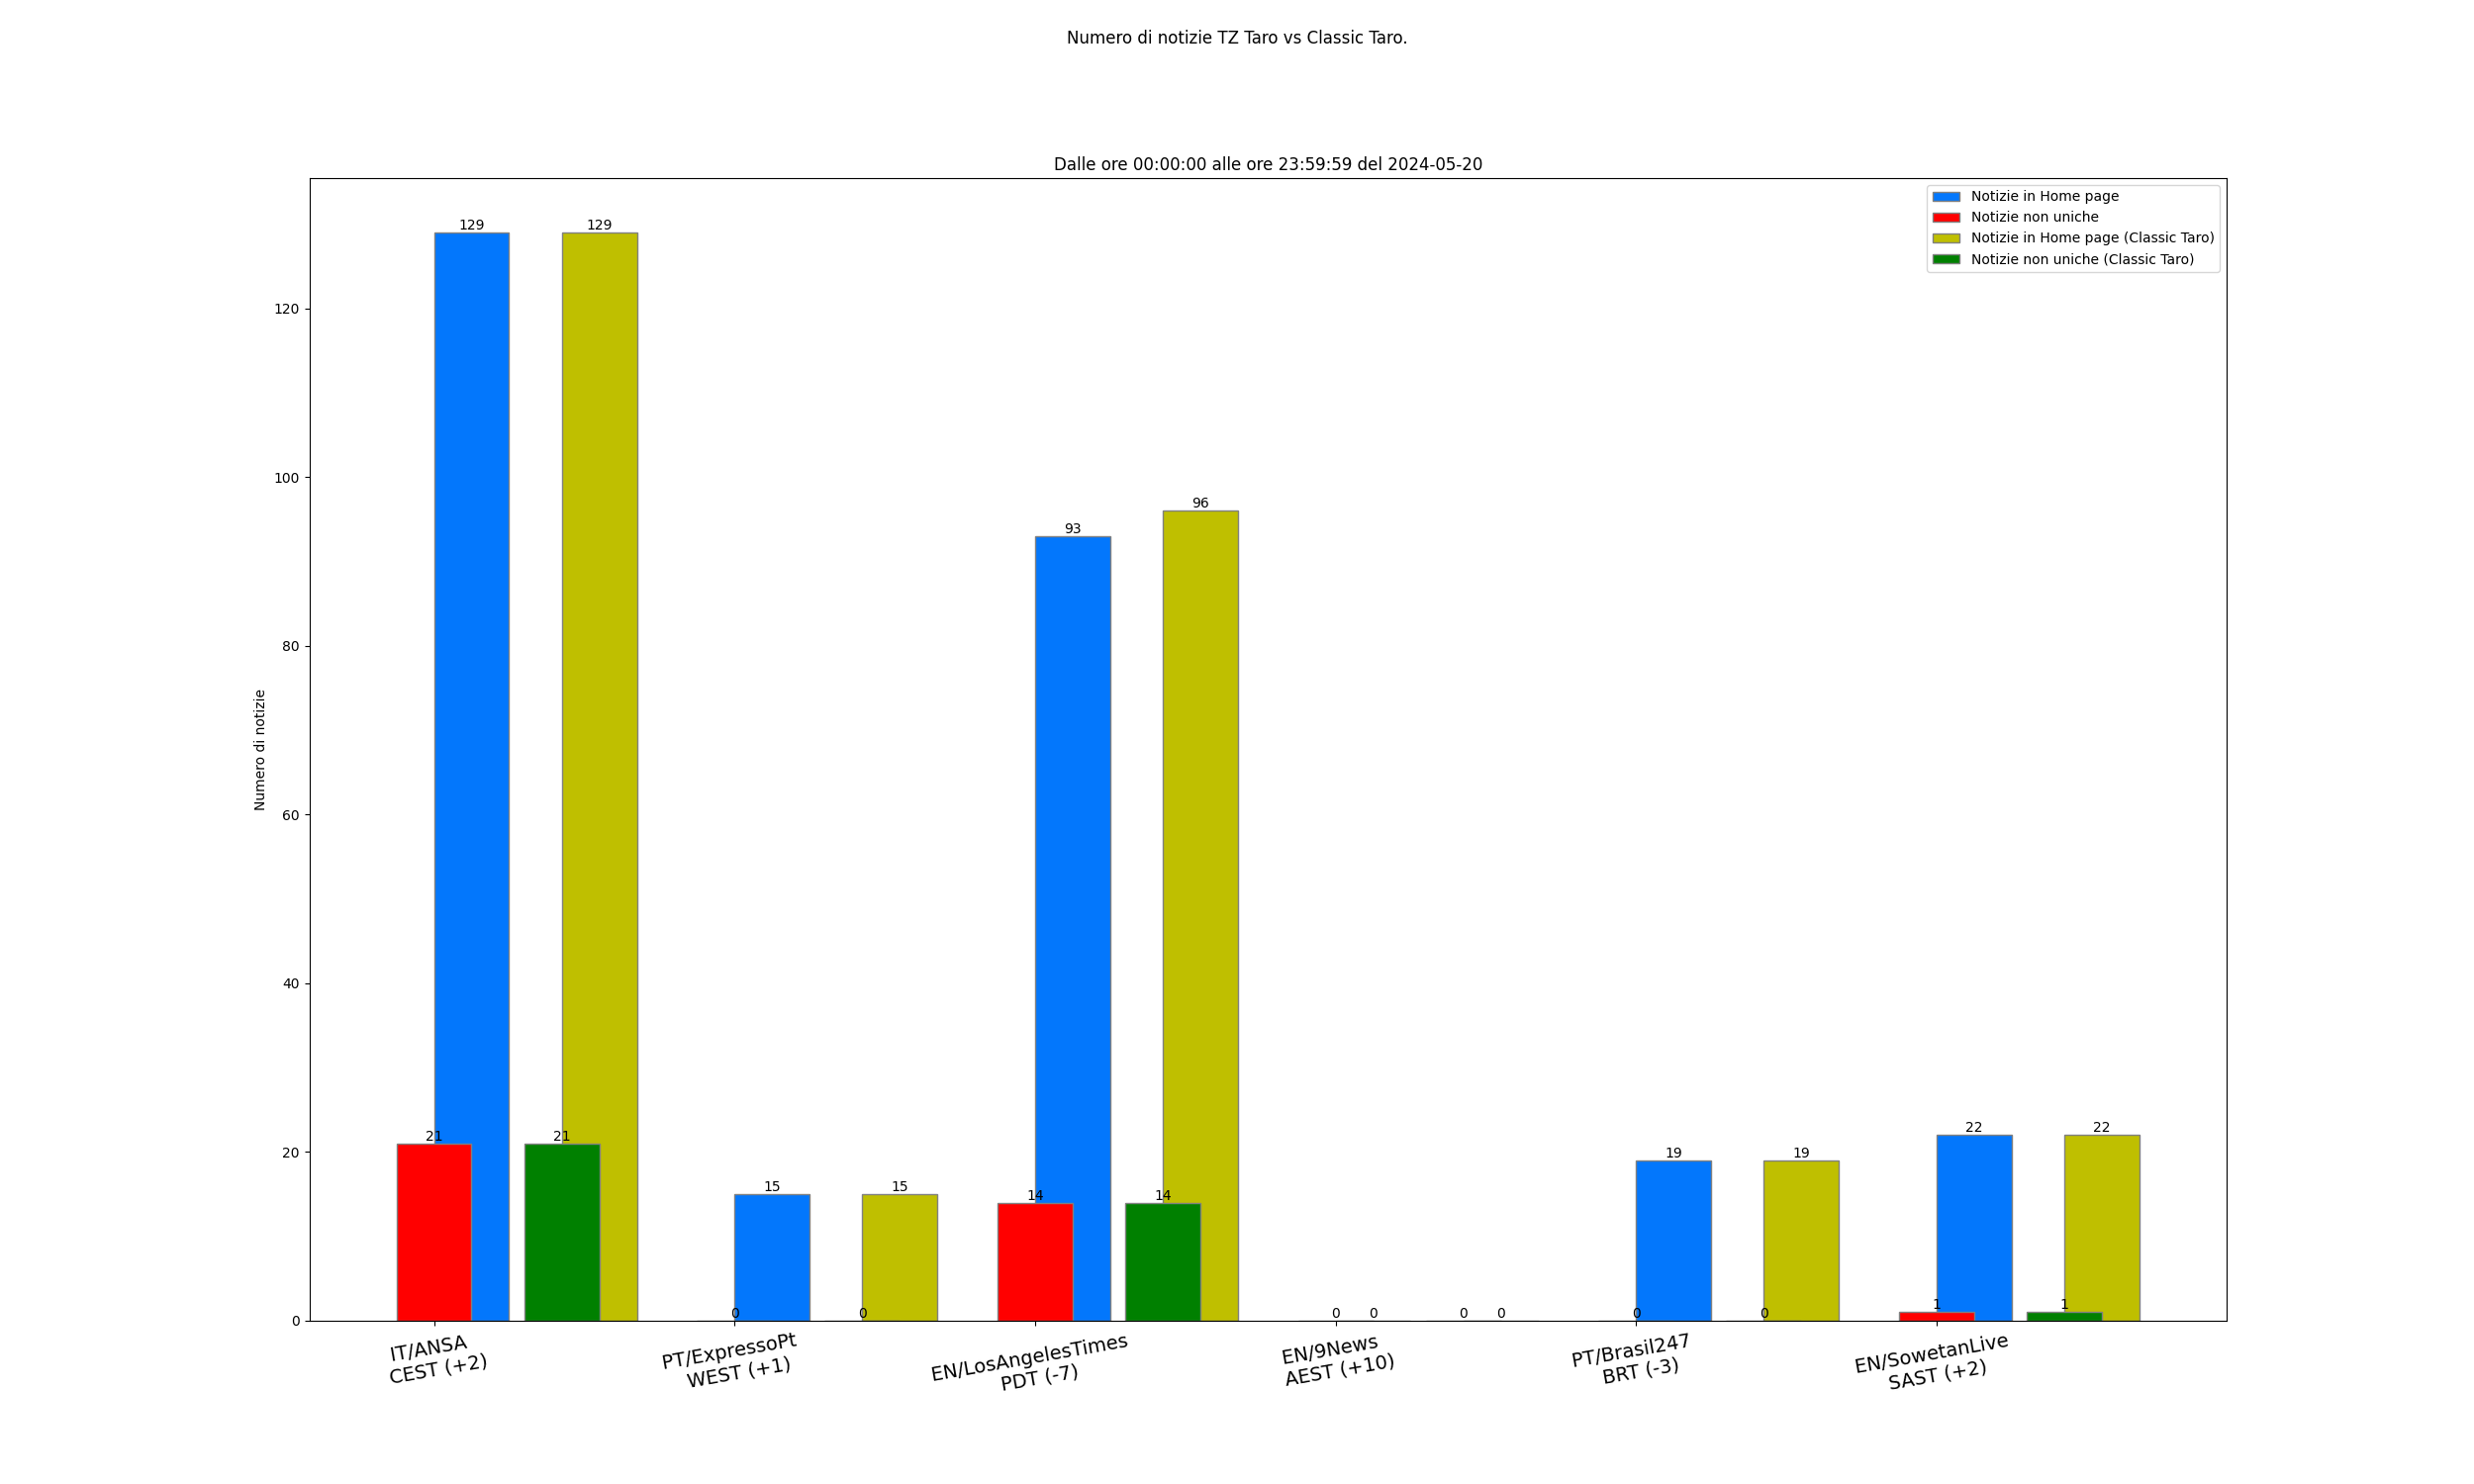 Numero di notizie TZ Taro vs Classic Taro.
Dalle ore 00:00:00 alle ore 23:59:59 del 2024-05-20
Notizie in Home page
Notizie non uniche
Notizie in Home page (Classic Taro)
Notizie non uniche (Classic Taro)
Numero di notizie
120
100
80
60
40
20
0
129
129
21
21
15
15
0
0
93
96
14
14
0
0
0
0
19
19
0
0
22
22
1
1
IT/ANSA
CEST (+2)
PT/ExpressoPt
WEST (+1)
EN/LosAngelesTimes
PDT (-7)
EN/9News
AEST (+10)
PT/Brasil247
BRT (-3)
EN/SowetanLive
SAST (+2)